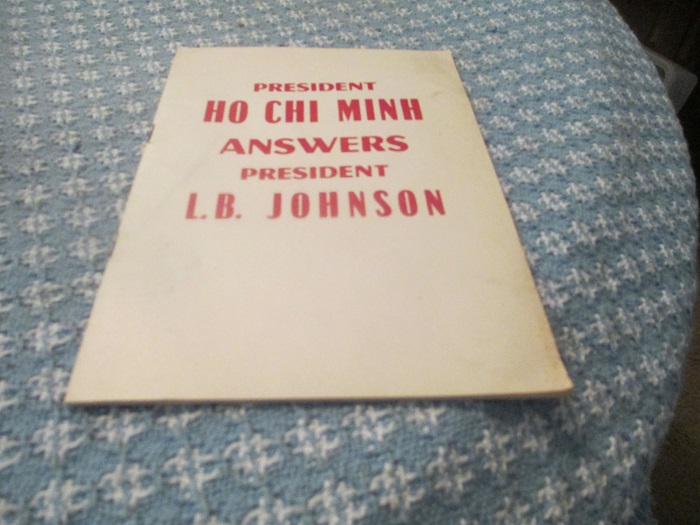 PRESIDENT
HO CHI MINH
ANSWERS
PRESIDENT
L.B. JOHNSON